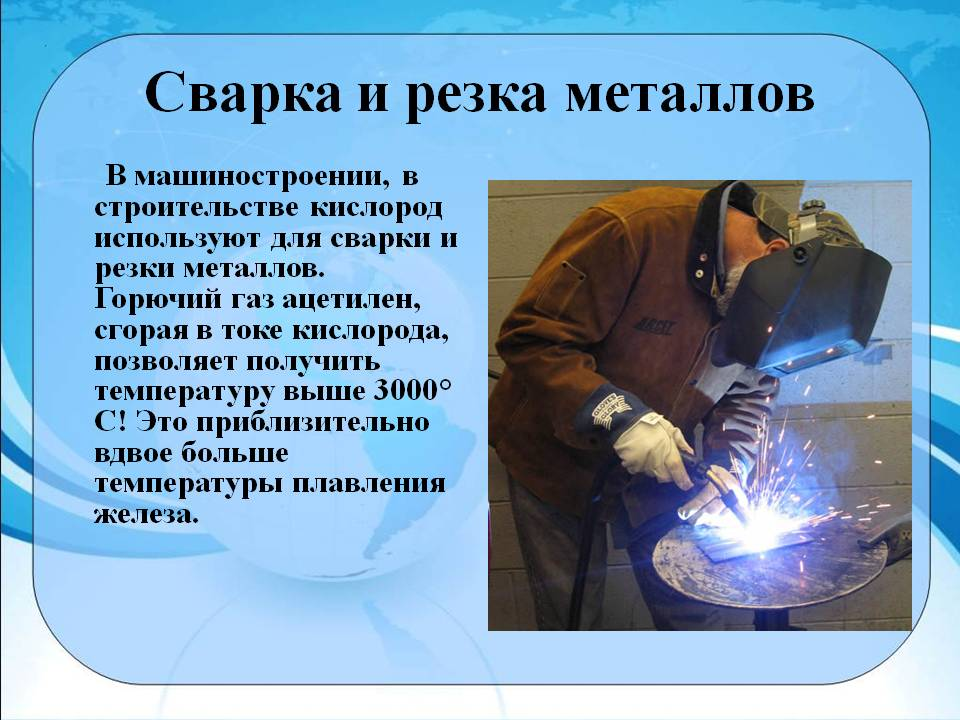 Сварка и резка металлов
В машиностроении, в
строительстве кислород
используют для сварки и
резки металлов.
Горючий газ ацетилен,
сгорая в токе кислорода,
позволяет получить
температуру выше 3000°
С! Это приблизительно
вдвое больше
температуры плавления
железа.